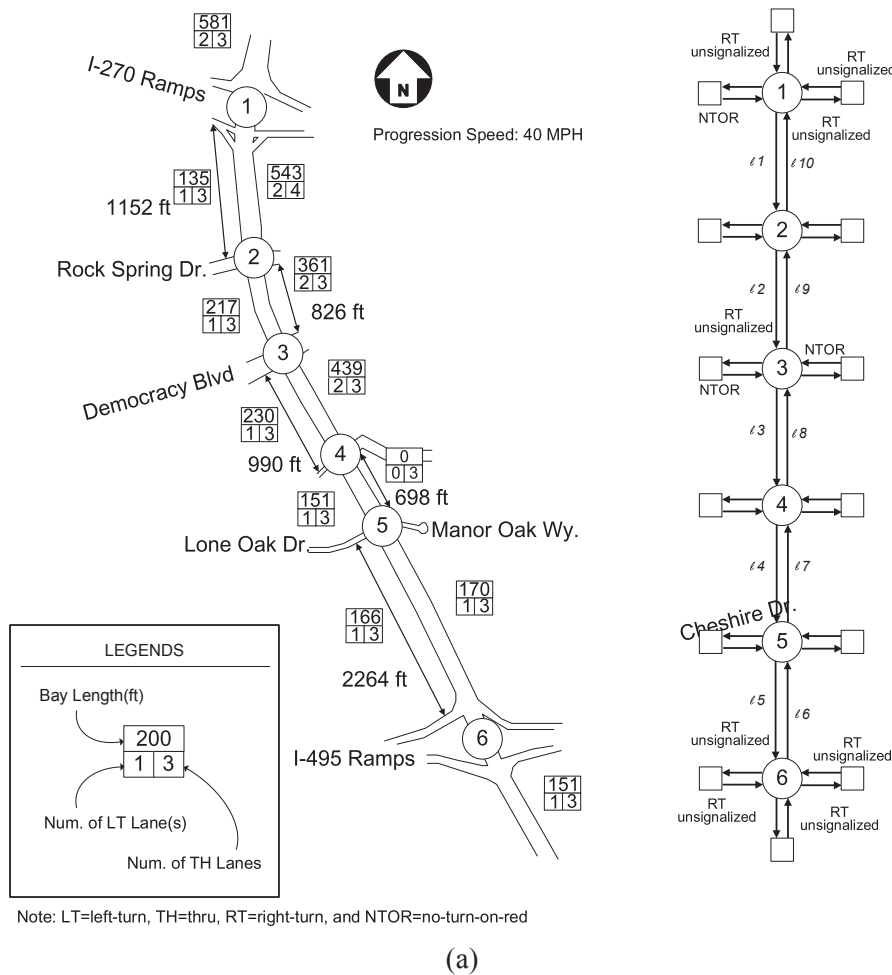 581
2 3
I-270 Ramps
1
N
Progression Speed: 40 MPH
135
1 3
1152 ft
543
2 4
2
Rock Spring Dr.
361
2 3
217
1 3
826 ft
3
Democracy Blvd
439
2 3
230
1 3
990 ft
4
0
0 3
698 ft
151
1 3
5
Manor Oak Wy.
Lone Oak Dr.
170
1 3
166
1 3
2264 ft
6
I-495 Ramps
151
1 3
LEGENDS
Bay Length(ft)
200
1 3
Num. of LT Lane(s)
Num. of TH Lanes
RT
unsignalized
RT
unsignalized
1
NTOR
RT
unsignalized
ℓ1
ℓ10
2
ℓ2
ℓ9
RT
unsignalized
3
NTOR
NTOR
ℓ3
ℓ8
4
ℓ4
ℓ7
Cheshire Dr.
5
ℓ5
ℓ6
RT
unsignalized
RT
unsignalized
6
RT
unsignalized
RT
unsignalized
Note: LT=left-turn, TH=thru, RT=right-turn, and NTOR=no-turn-on-red
(a)